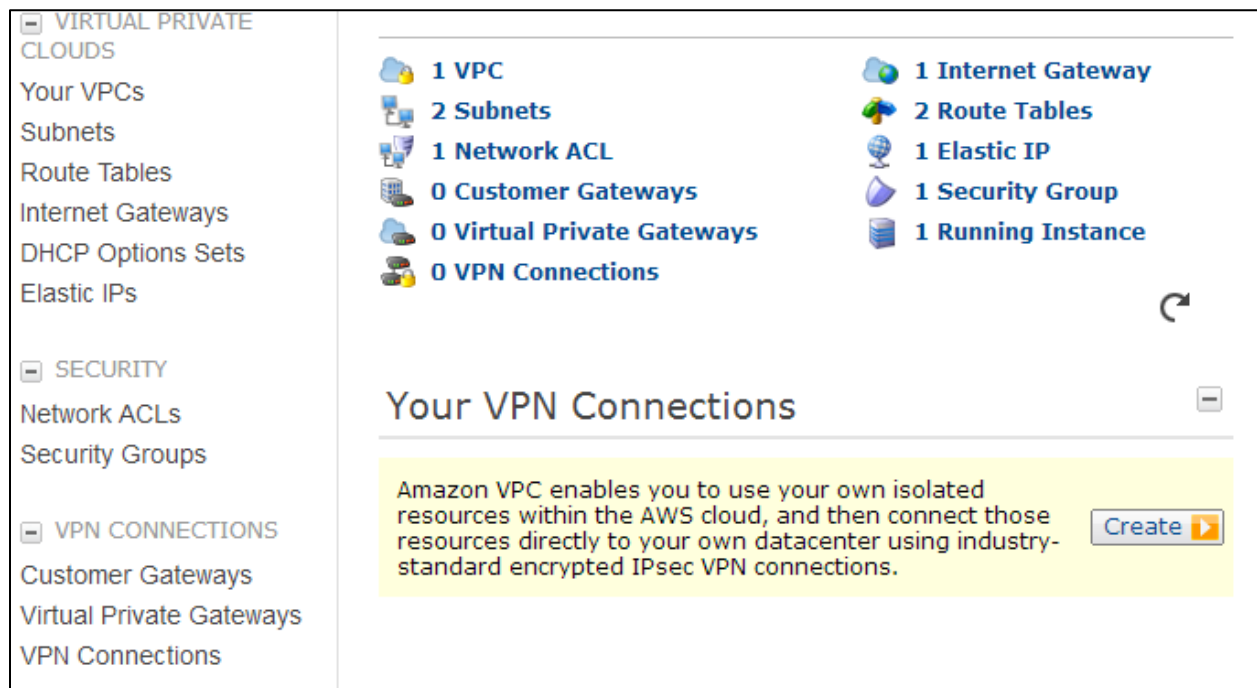 VIRTUAL PRIVATE
CLOUDS
Your VPCs
Subnets
Route Tables
Internet Gateways
DHCP Options Sets
Elastic IPs
SECURITY
Network ACLs
Security Groups
VPN CONNECTIONS
Customer Gateways
Virtual Private Gateways
VPN Connections
1 VPC
2 Subnets
1 Network ACL
0 Customer Gateways
0 Virtual Private Gateways
0 VPN Connections
1 Internet Gateway
2 Route Tables
1 Elastic IP
1 Security Group
1 Running Instance
Your VPN Connections
Amazon VPC enables you to use your own isolated
resources within the AWS cloud, and then connect those
resources directly to your own datacenter using industry-
standard encrypted IPsec VPN connections.
Create